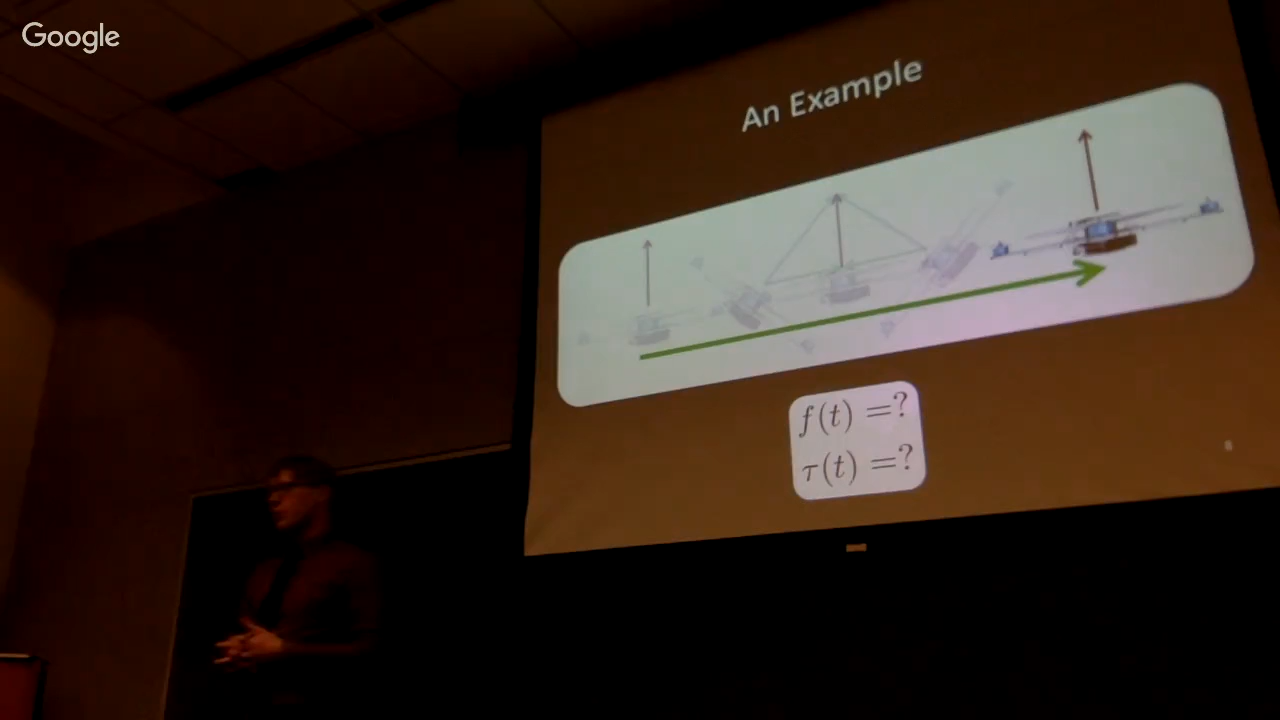 Google
An Example
f(t) =?
τ(t) =?